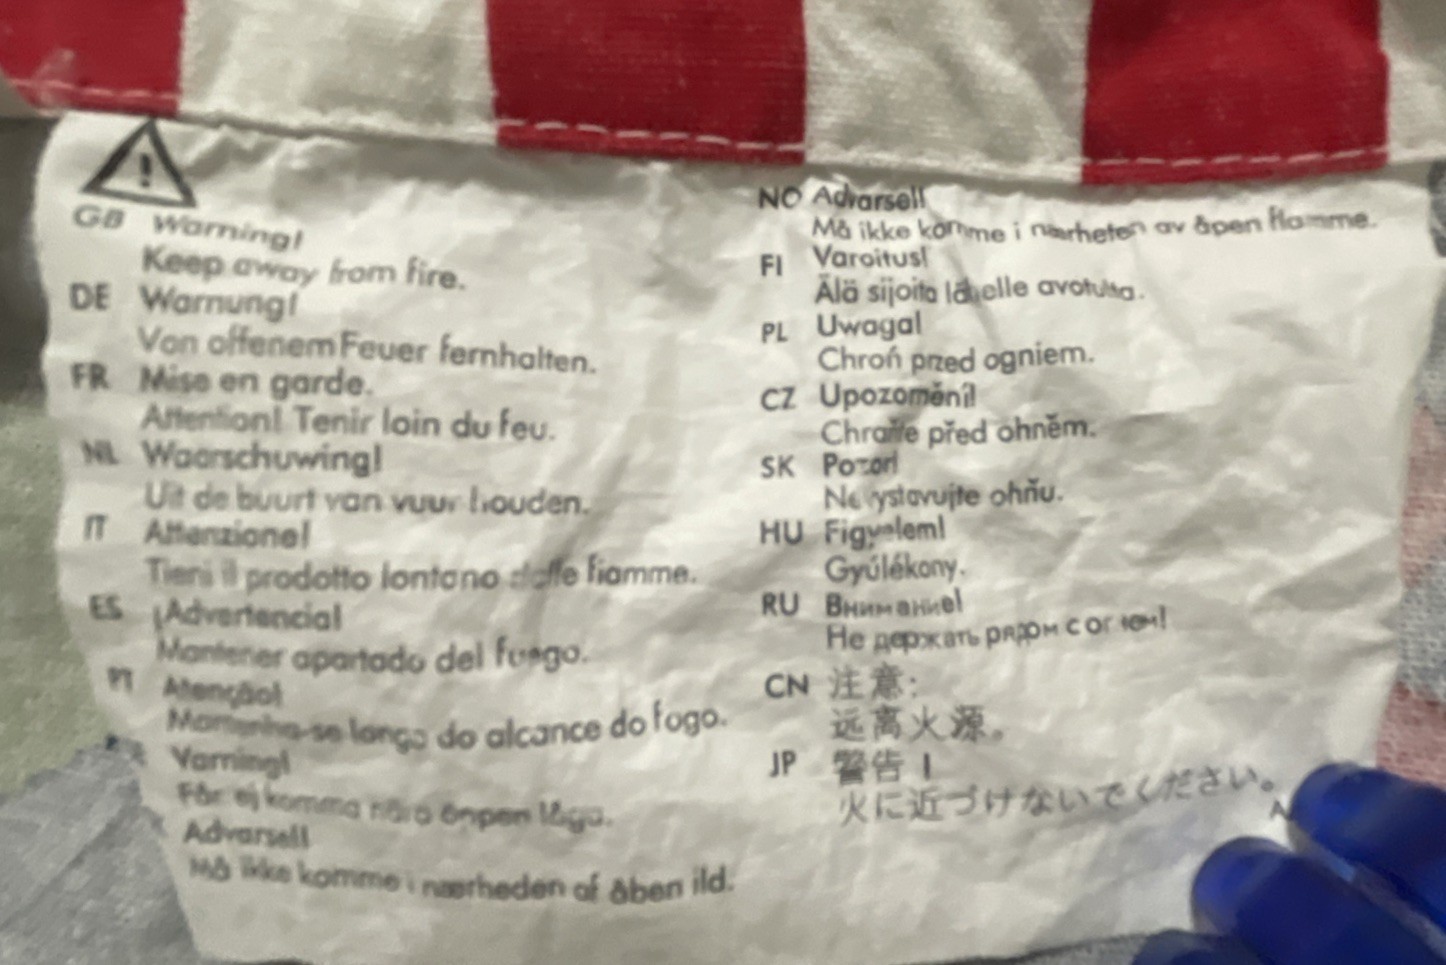 GB Warning!
Keep away from fire.
DE Warnung!
Von offenem Feuer fernhalten.
FR Mise en garde.
Attention! Tenir loin du feu.
NL Waarschuwing!
Uit de buurt van vuur houden.
IT Attenzione!
Tieni il prodotto lontano dalle fiamme.
ES ¡Advertencia!
Mantener apartado del fuego.
PT Atenção!
Mantenha-se longe do alcance do fogo.
Varning!
Får ej komma nära öppen låga.
Advarsel!
Må ikke komme i nærheden af åben ild.
NO Advarsel!
Må ikke komme i nærheten av åpen flamme.
FI Varoitus!
Älä sijoita lähelle avotulta.
PL Uwaga!
Chroń przed ogniem.
CZ Upozornění!
Chraňte před ohněm.
SK Pozor!
Nevystavujte ohňu.
HU Figyelem!
Gyúlékony.
RU Внимание!
Не держать рядом с огнем!
CN 注意:
远离火源。
JP 警告！
火に近づけないでください。